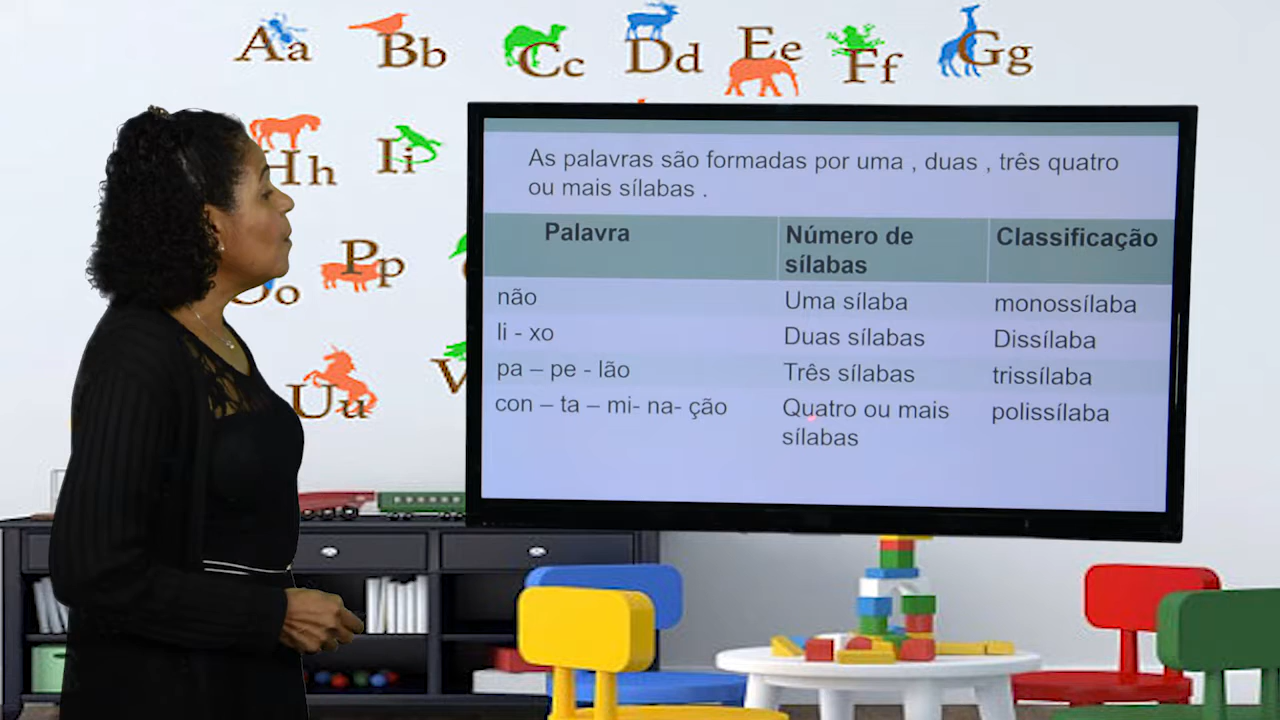 Aa Bb Cc Dd Ee Ff Gg
Hh Ii
Oo Pp
Uu V
As palavras são formadas por uma , duas , três quatro
ou mais sílabas .
Palavra Número de sílabas Classificação
não Uma sílaba monossílaba
li - xo Duas sílabas Dissílaba
pa – pe - lão Três sílabas trissílaba
con – ta – mi- na- ção Quatro ou mais sílabas polissílaba